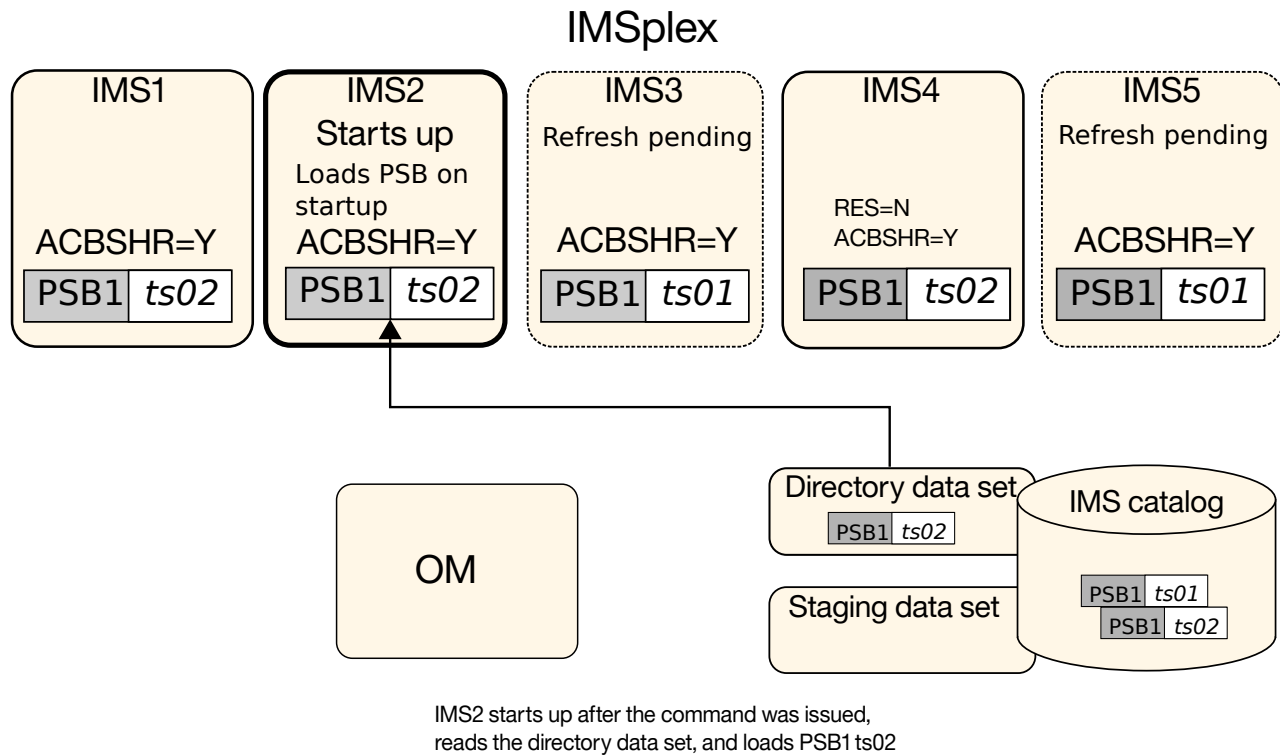 IMSplex
IMS1
ACBSHR=Y
PSB1 ts02
IMS2
Starts up
Loads PSB on
startup
ACBSHR=Y
PSB1 ts02
IMS3
Refresh pending
ACBSHR=Y
PSB1 ts01
IMS4
RES=N
ACBSHR=Y
PSB1 ts02
IMS5
Refresh pending
ACBSHR=Y
PSB1 ts01
OM
Directory data set
PSB1 ts02
Staging data set
IMS catalog
PSB1 ts01
PSB1 ts02
IMS2 starts up after the command was issued,
reads the directory data set, and loads PSB1 ts02